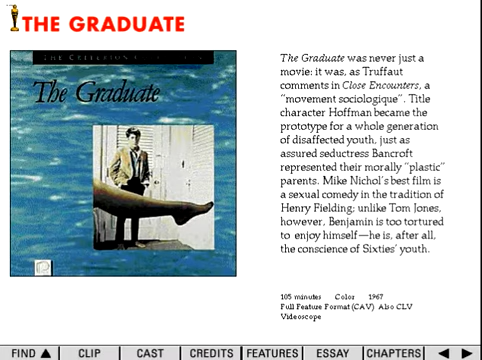 THE GRADUATE
The Graduate
The Graduate was never just a
movie: it was, as Truffaut
comments in Close Encounters, a
"movement sociologique". Title
character Hoffman became the
prototype for a whole generation
of disaffected youth, just as
assured seductress Bancroft
represented their morally "plastic"
parents. Mike Nichol's best film is
a sexual comedy in the tradition of
Henry Fielding; unlike Tom Jones,
however, Benjamin is too tortured
to enjoy himself—he is, after all,
the conscience of Sixties' youth.
105 minutes Color 1967
Full Feature Format (CAV) Also CLV
Videoscope
FIND CLIP CAST CREDITS FEATURES ESSAY CHAPTERS